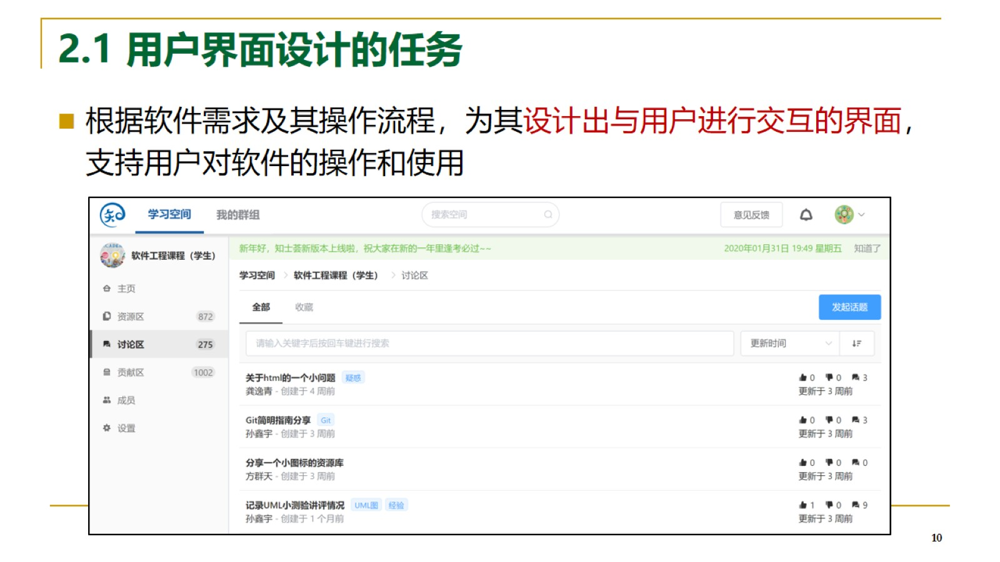 2.1 用户界面设计的任务
根据软件需求及其操作流程，为其设计出与用户进行交互的界面，
支持用户对软件的操作和使用
学习空间 我的群组 搜索空间 意见反馈
软件工程课程（学生）
主页
资源区 872
讨论区 275
贡献区 1002
成员
设置
新年好，知士荟新版本上线啦，祝大家在新的一年里逢考必过~~ 2020年01月31日 19:49 星期五 知道了
学习空间 > 软件工程课程（学生） > 讨论区
全部 收藏 发起话题
请输入关键字后按回车键进行搜索 更新时间
关于html的一个小问题 疑惑 0 0 3
龚逸青 - 创建于 4 周前 更新于 3 周前
Git简明指南分享 Git 0 0 3
孙鑫宇 - 创建于 3 周前 更新于 3 周前
分享一个小图标的资源库 0 0 0
方群天 - 创建于 3 周前 更新于 3 周前
记录UML小测验讲评情况 UML图 经验 1 0 9
孙鑫宇 - 创建于 1 个月前 更新于 3 周前
10